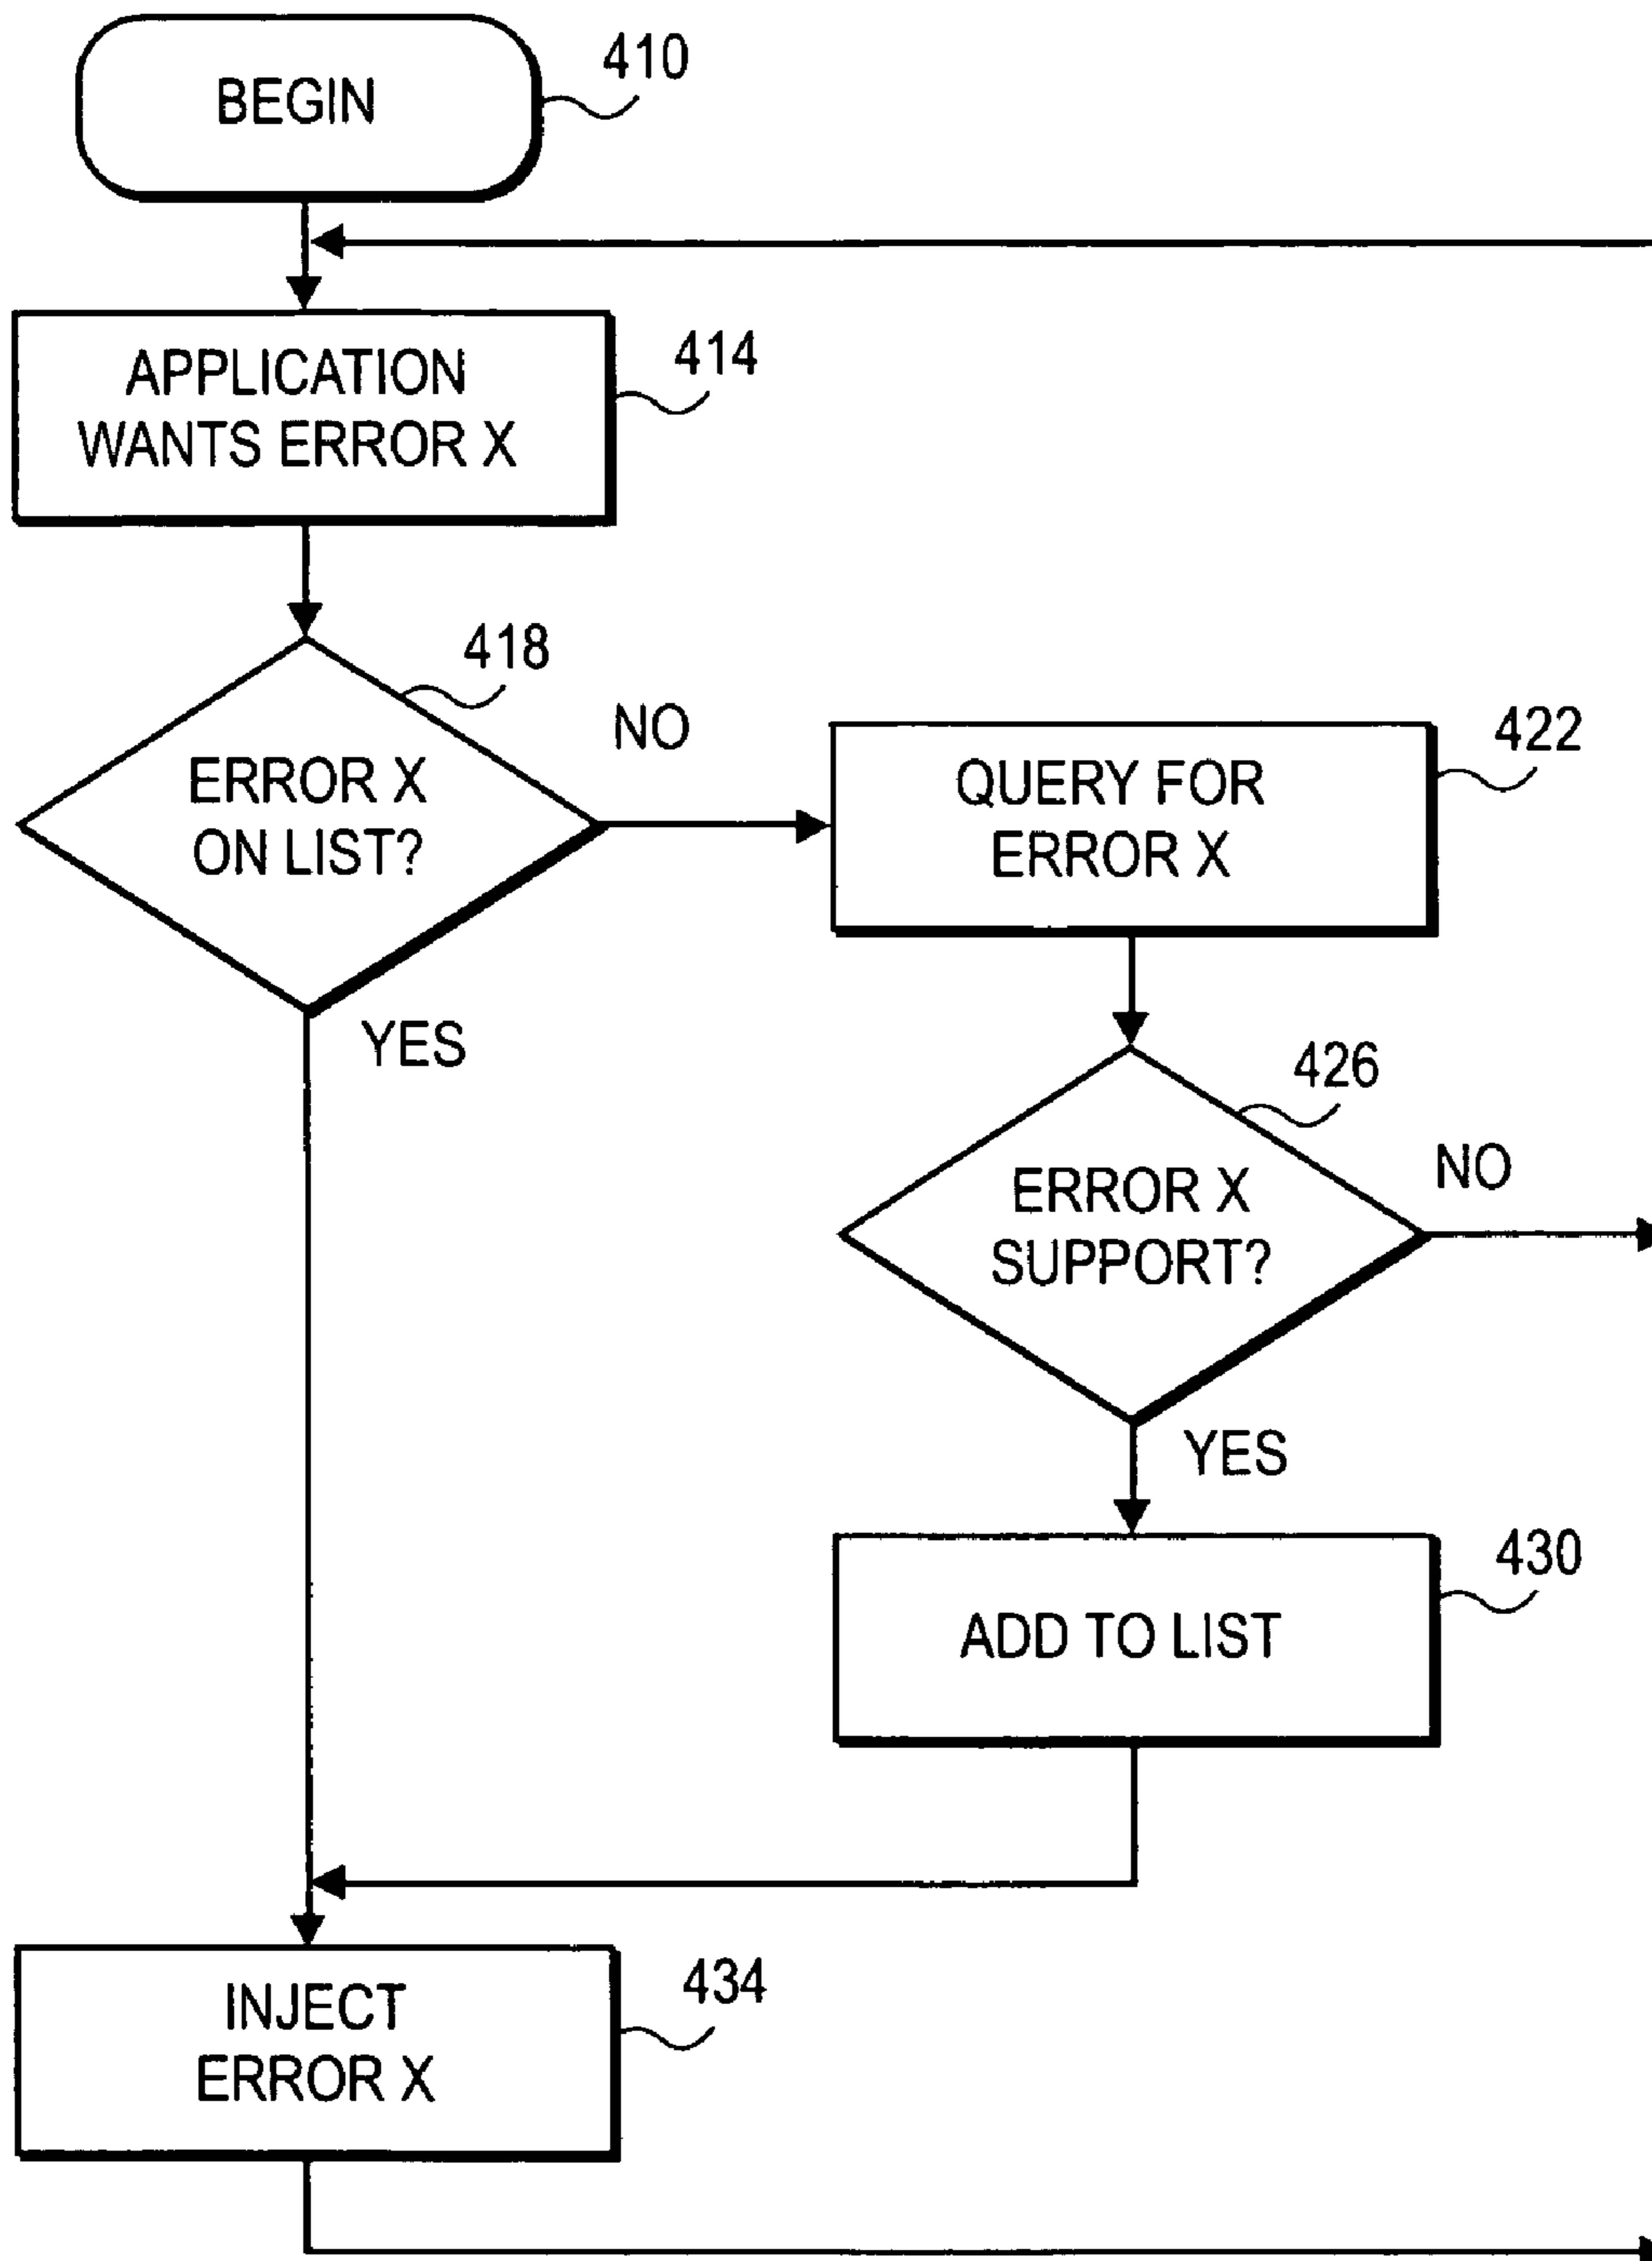 BEGIN
410
APPLICATION
WANTS ERROR X
414
ERROR X
ON LIST?
418
NO
YES
QUERY FOR
ERROR X
422
ERROR X
SUPPORT?
426
NO
YES
ADD TO LIST
430
INJECT
ERROR X
434